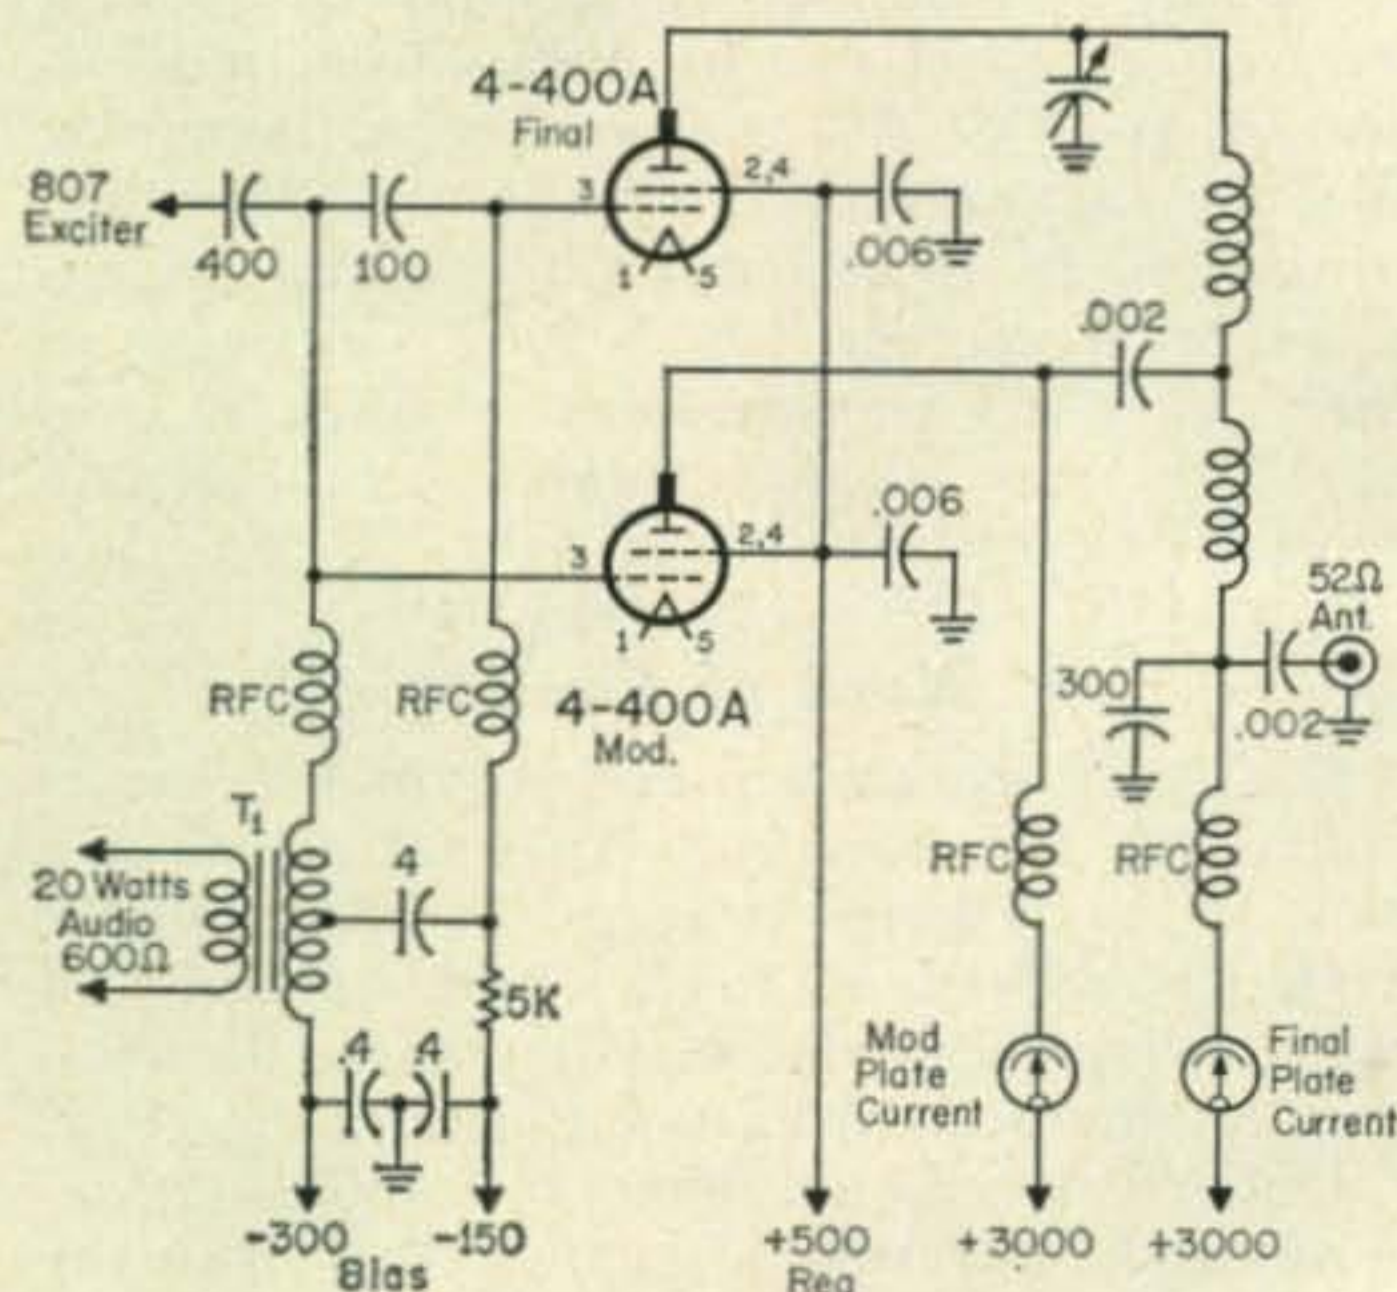 4-400A
Final
807
Exciter
400
100
3
2,4
1
5
.006
.002
3
2,4
1
5
.006
4-400A
Mod.
RFC
RFC
52Ω
Ant.
300
.002
T1
20 Watts
Audio
600Ω
.4
5K
.4
.4
RFC
RFC
Mod
Plate
Current
Final
Plate
Current
-300
-150
Bias
+500
Reg
+3000
+3000